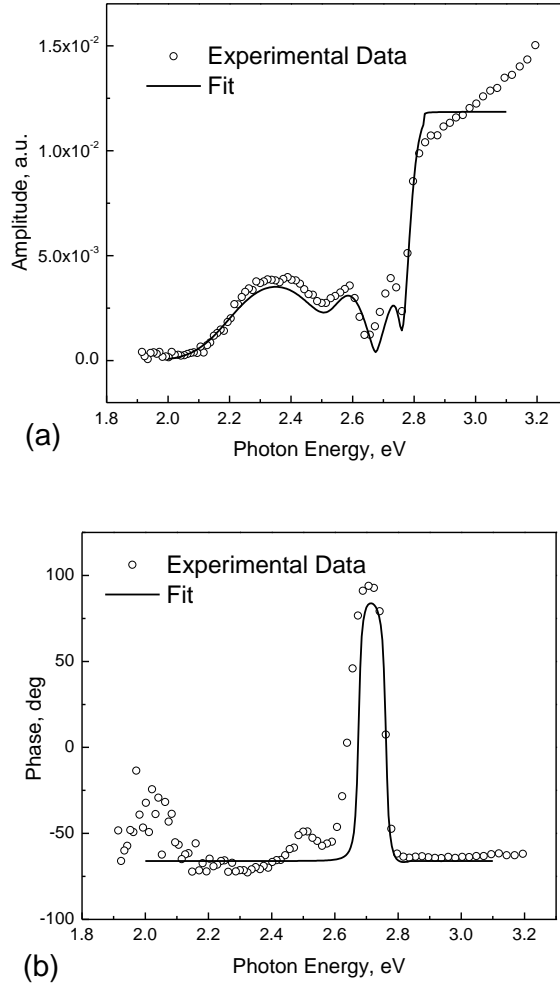 1.5x10⁻²
1.0x10⁻²
5.0x10⁻³
0.0
Amplitude, a.u.
Experimental Data
Fit
1.8 2.0 2.2 2.4 2.6 2.8 3.0 3.2
Photon Energy, eV
(a)
100
50
0
-50
-100
Phase, deg
Experimental Data
Fit
2.0 2.2 2.4 2.6 2.8 3.0 3.2
Photon Energy, eV
(b)